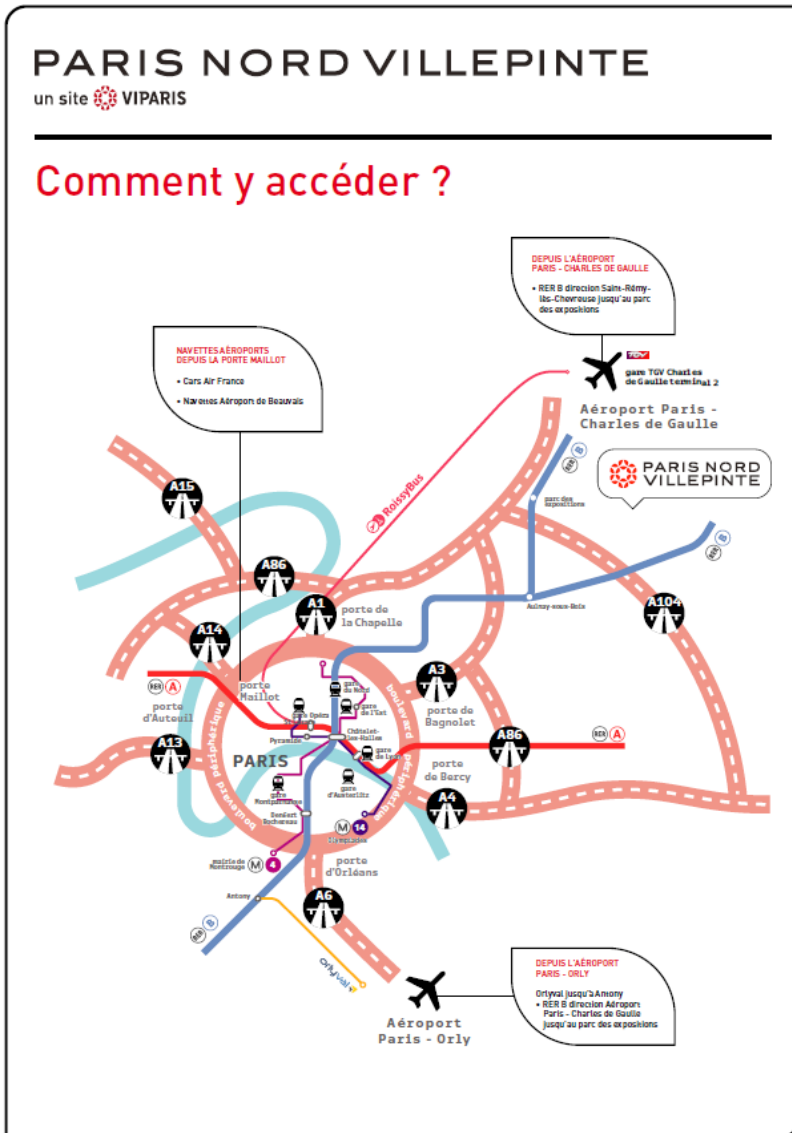 PARIS NORD VILLEPINTE
un site VIPARIS
Comment y accéder ?
DEPUIS L'AÉROPORT
PARIS - CHARLES DE GAULLE
• RER B direction Saint-Rémy-
lès-Chevreuse jusqu'au parc
des expositions
NAVETTES AÉROPORTS
DEPUIS LA PORTE MAILLOT
• Cars Air France
• Navettes Aéroport de Beauvais
TGV
gare TGV Charles
de Gaulle terminal 2
Aéroport Paris -
Charles de Gaulle
RER B
PARIS NORD
VILLEPINTE
parc des
expositions
RER B
Aulnay-sous-Bois
A15
RoissyBus
A86
A1
porte de
la Chapelle
A104
A14
A3
RER A
porte
Maillot
porte
d'Auteuil
gare
du Nord
gare
de l'Est
boulevard périphérique
porte de
Bagnolet
gare Opéra
Pyramide
Châtelet-
les-Halles
gare
de Lyon
A13
boulevard périphérique
PARIS
A86
RER A
porte
de Bercy
gare
Montparnasse
gare
d'Austerlitz
A4
Denfert
Rochereau
M 14
Olympiades
mairie de
Montrouge
M 4
porte
d'Orléans
Antony
A6
RER B
Orlyval
Aéroport
Paris - Orly
DEPUIS L'AÉROPORT
PARIS - ORLY
Orlyval jusqu'à Antony
• RER B direction Aéroport
Paris - Charles de Gaulle
jusqu'au parc des expositions